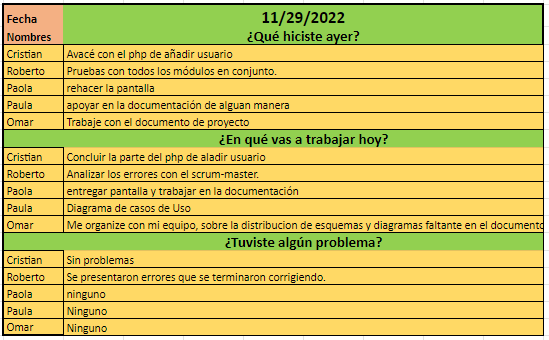 Fecha 11/29/2022
Nombres ¿Qué hiciste ayer?
Cristian Avacé con el php de añadir usuario
Roberto Pruebas con todos los módulos en conjunto.
Paola rehacer la pantalla
Paula apoyar en la documentación de alguan manera
Omar Trabaje con el documento de proyecto
¿En qué vas a trabajar hoy?
Cristian Concluir la parte del php de aladir usuario
Roberto Analizar los errores con el scrum-master.
Paola entregar pantalla y trabajar en la documentación
Paula Diagrama de casos de Uso
Omar Me organize con mi equipo, sobre la distribucion de esquemas y diagramas faltante en el documento
¿Tuviste algún problema?
Cristian Sin problemas
Roberto Se presentaron errores que se terminaron corrigiendo.
Paola ninguno
Paula Ninguno
Omar Ninguno